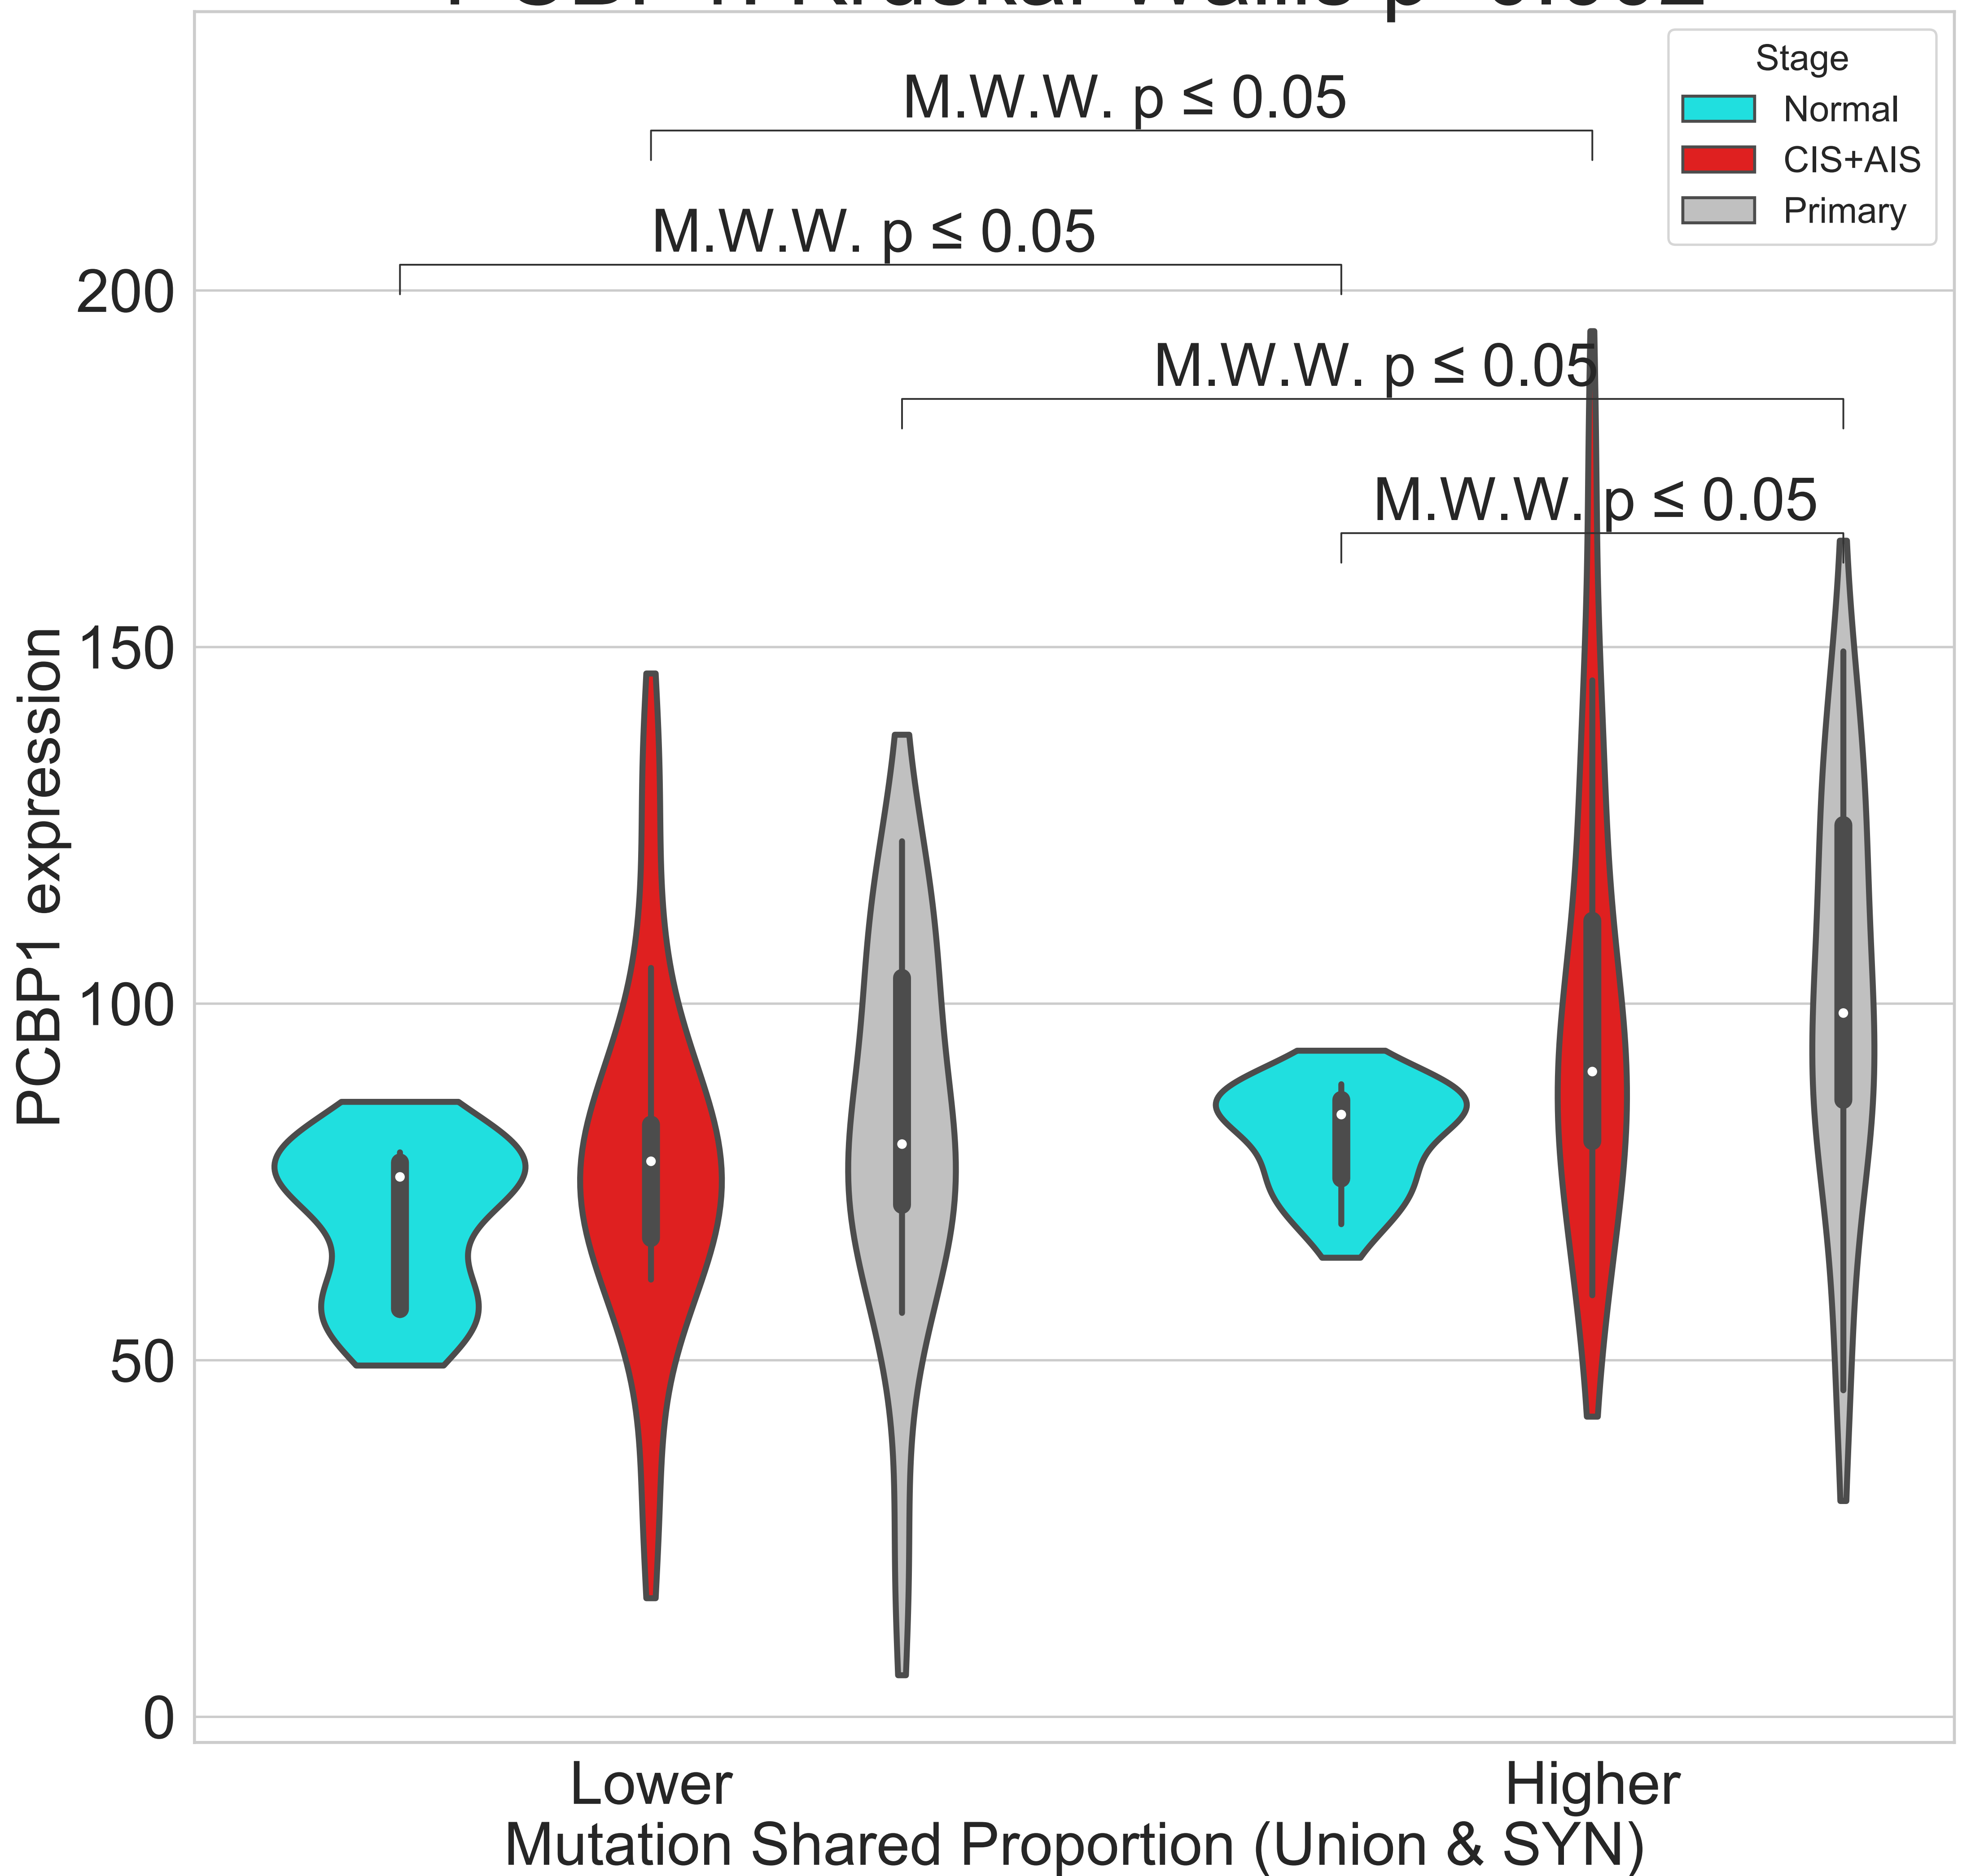 Stage
Normal
CIS+AIS
Primary
M.W.W. p ≤ 0.05
M.W.W. p ≤ 0.05
M.W.W. p ≤ 0.05
M.W.W. p ≤ 0.05
200
150
100
50
0
PCBP1 expression
Lower
Higher
Mutation Shared Proportion (Union & SYN)